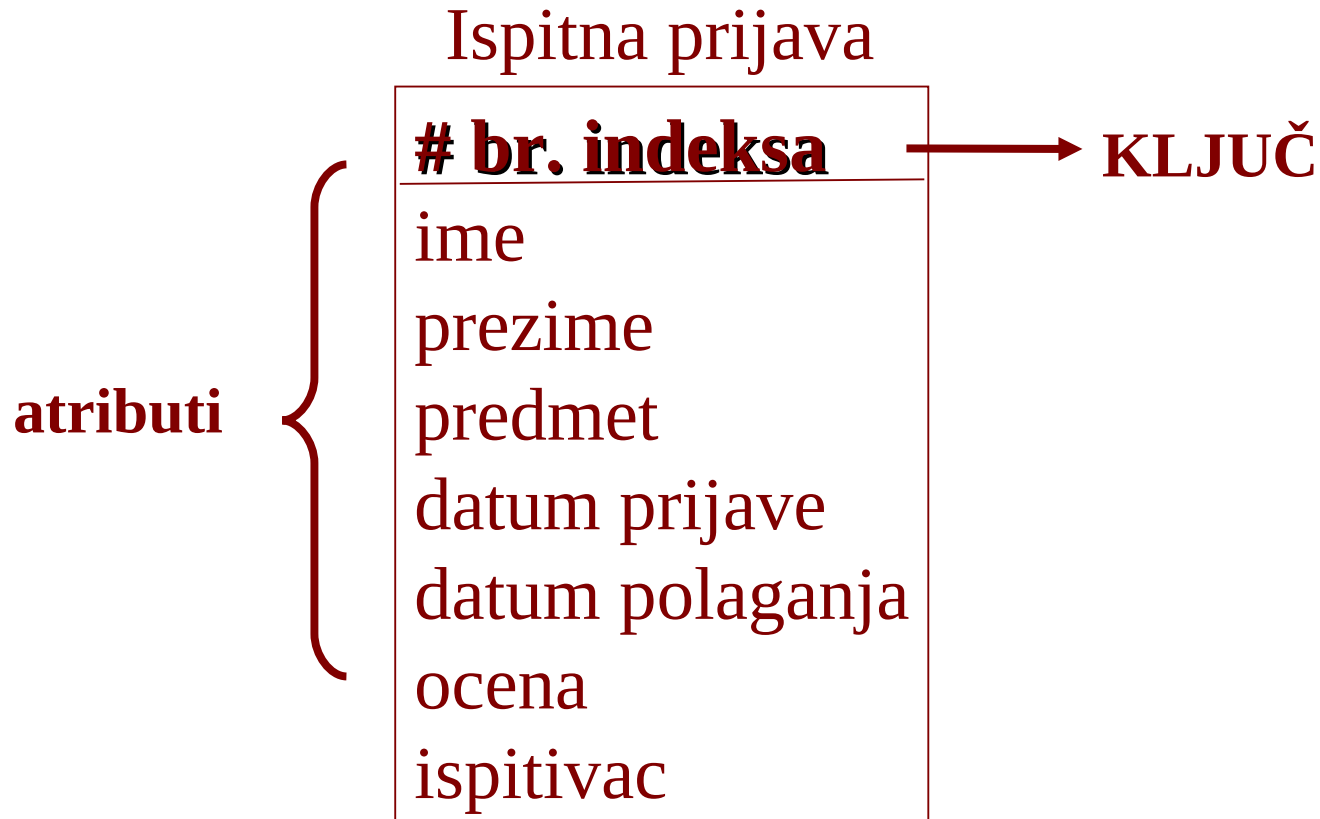 Ispitna prijava
# br. indeksa
KLJUČ
ime
prezime
atributi
predmet
datum prijave
datum polaganja
ocena
ispitivac